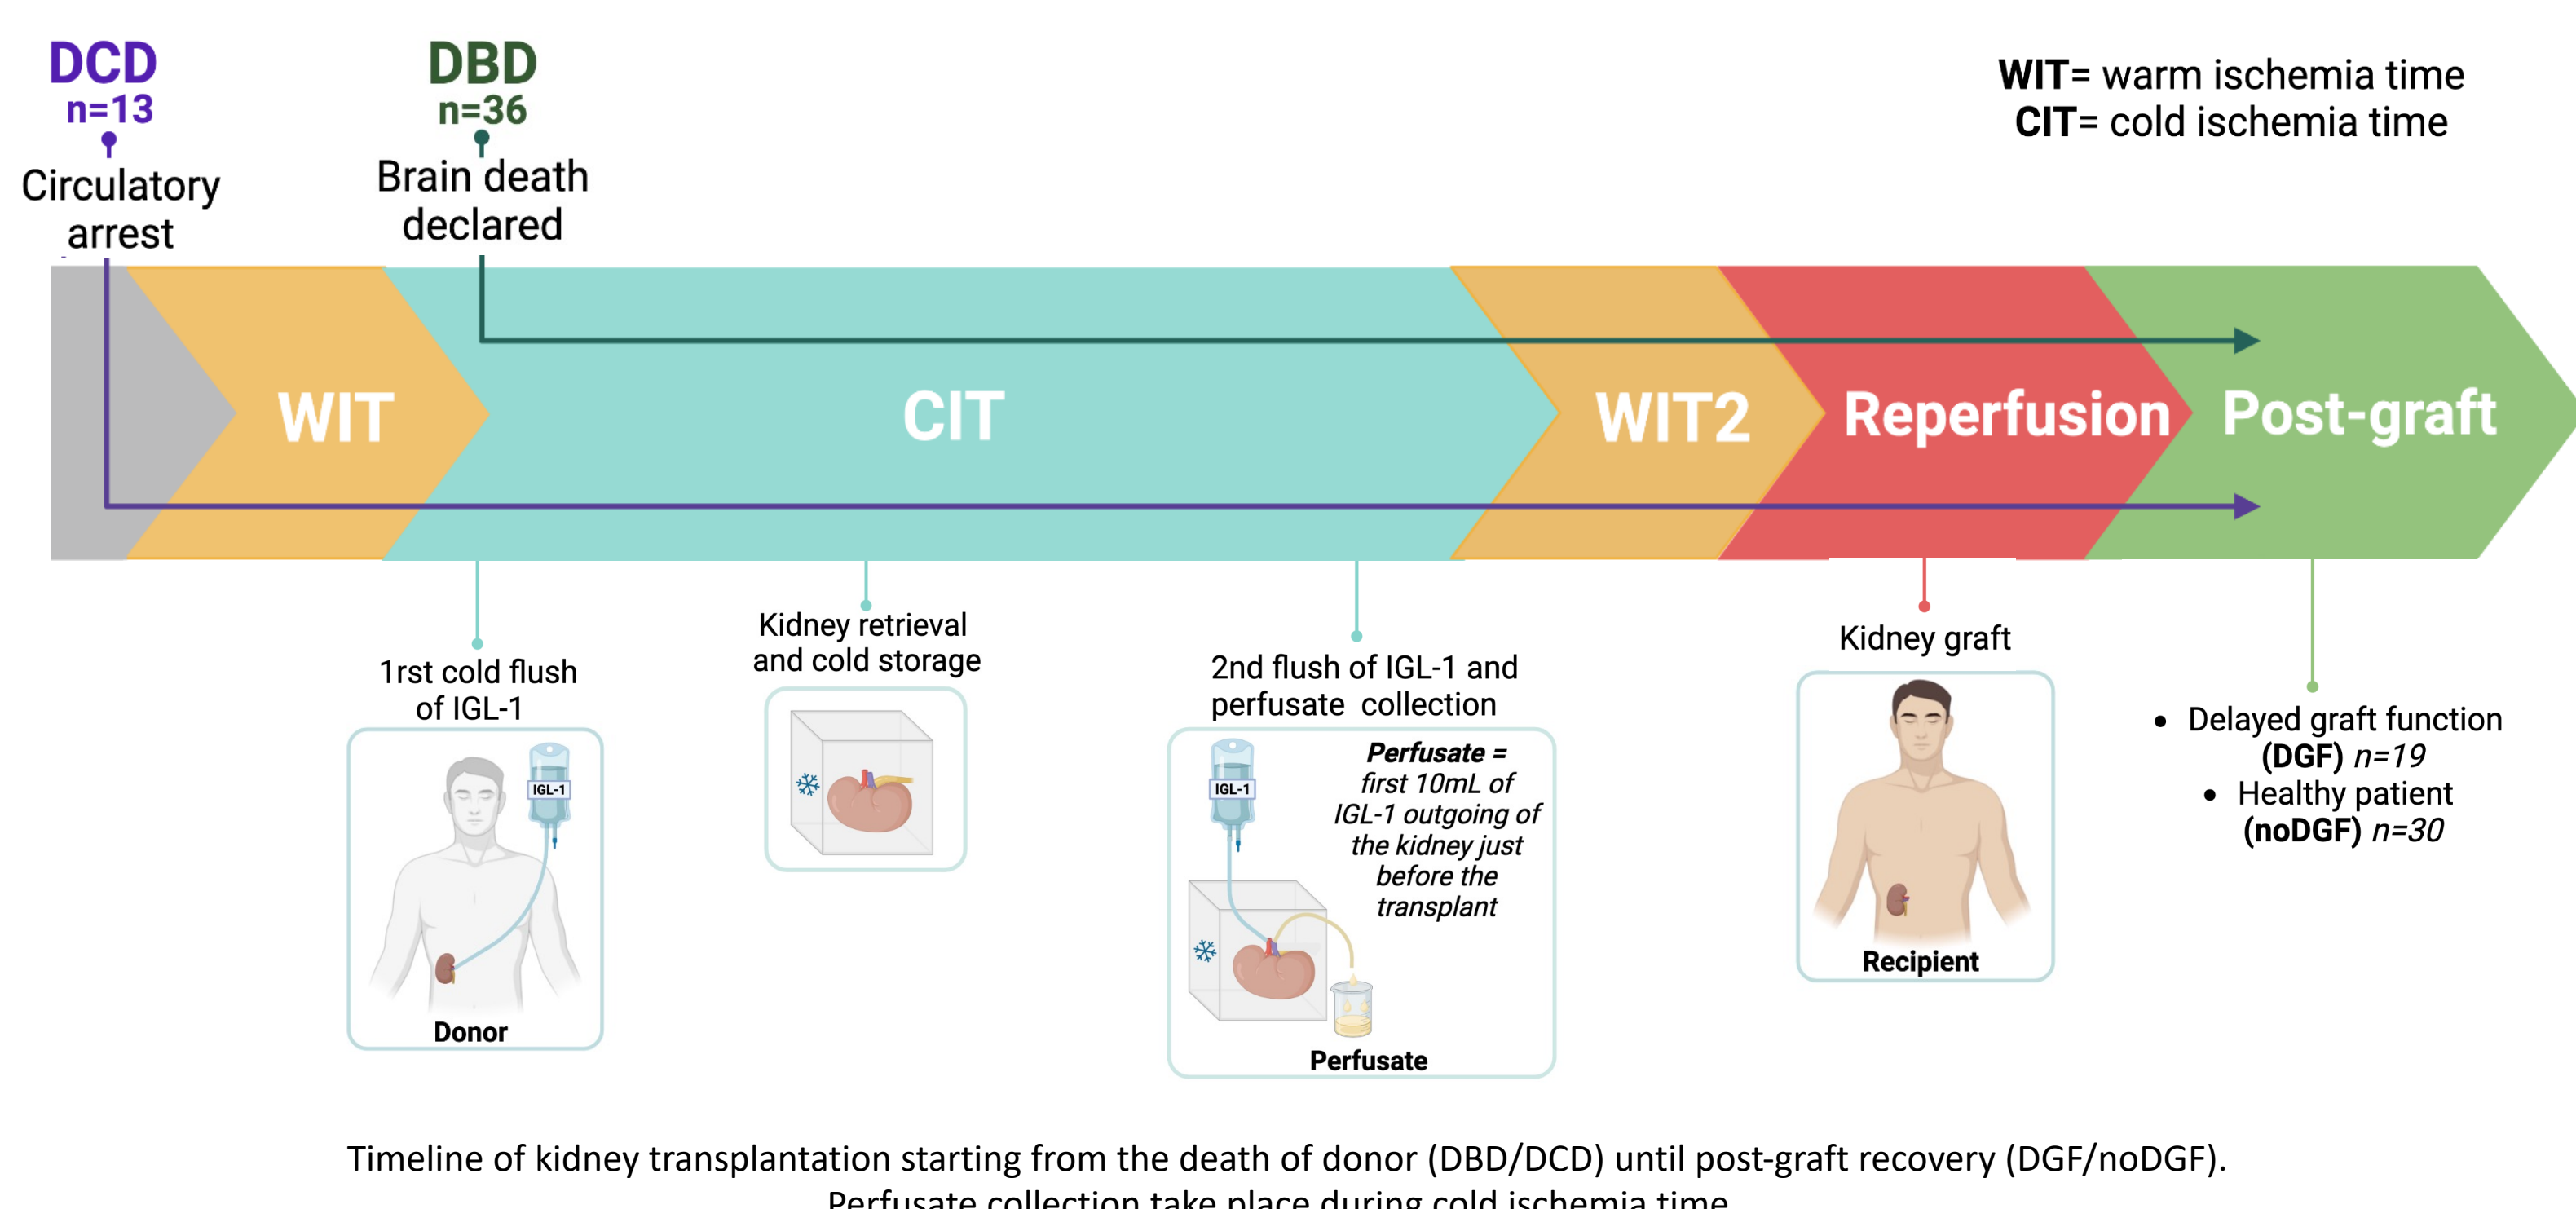 DCD
n=13
Circulatory
arrest
DBD
n=36
Brain death
declared
WIT= warm ischemia time
CIT= cold ischemia time
WIT
CIT
WIT2
Reperfusion
Post-graft
1rst cold flush
of IGL-1
IGL-1
Donor
Kidney retrieval
and cold storage
2nd flush of IGL-1 and
perfusate collection
IGL-1
Perfusate =
first 10mL of
IGL-1 outgoing of
the kidney just
before the
transplant
Perfusate
Kidney graft
Recipient
• Delayed graft function
(DGF) n=19
• Healthy patient
(noDGF) n=30
Timeline of kidney transplantation starting from the death of donor (DBD/DCD) until post-graft recovery (DGF/noDGF).
Perfusate collection take place during cold ischemia time